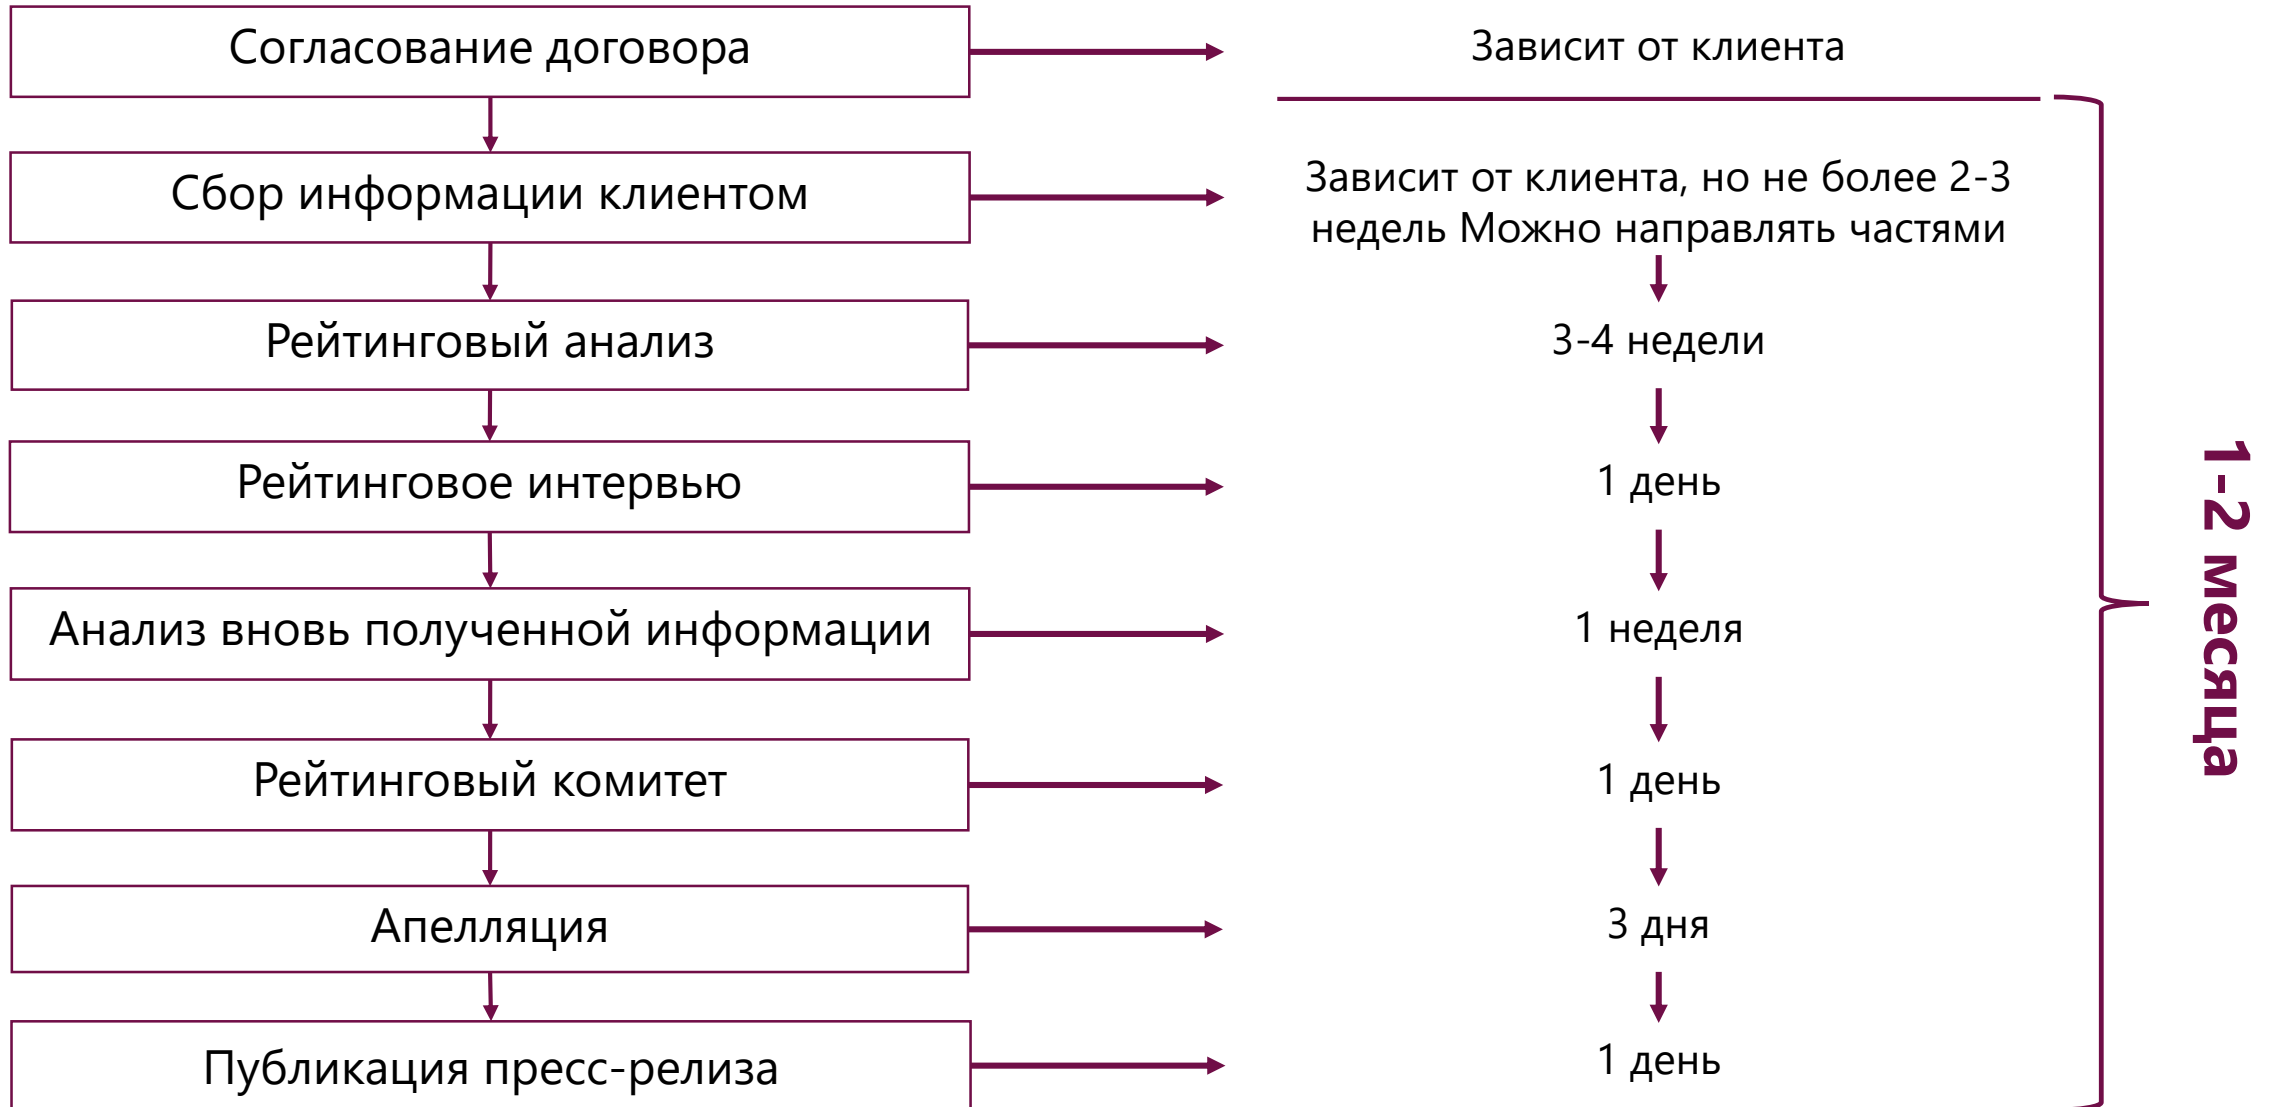 Согласование договора
Зависит от клиента
Сбор информации клиентом
Зависит от клиента, но не более 2-3
недель Можно направлять частями
Рейтинговый анализ
3-4 недели
Рейтинговое интервью
1 день
Анализ вновь полученной информации
1 неделя
Рейтинговый комитет
1 день
Апелляция
3 дня
Публикация пресс-релиза
1 день
1-2 месяца